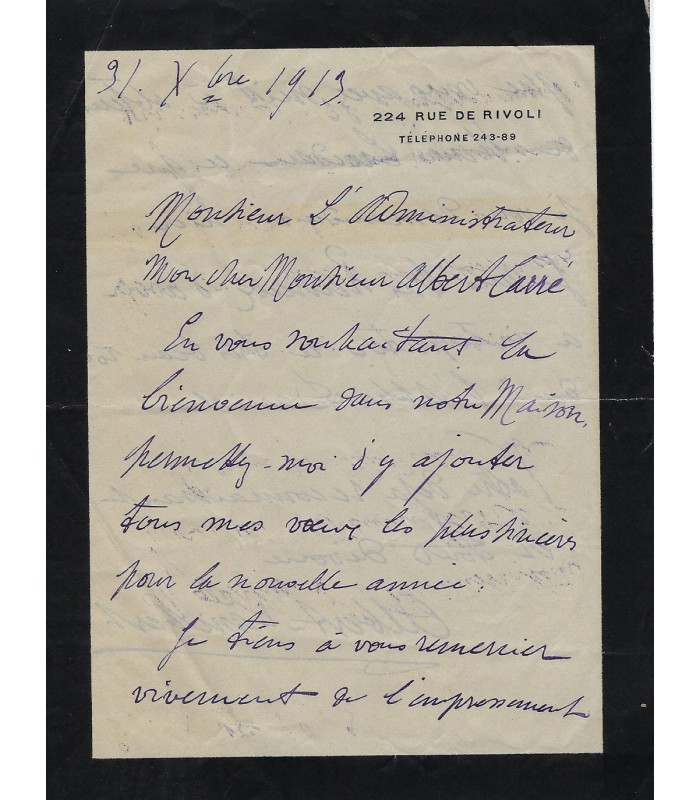 31. Xbre 1913.
224 RUE DE RIVOLI
TÉLÉPHONE 243-89
Monsieur L'Administrateur
Mon cher Monsieur Albert Carré
En vous souhaitant la
bienvenue dans notre Maison,
permettez-moi d'y ajouter
tous mes vœux les plus sincères
pour la nouvelle année.
Je tiens à vous remercier
vivement de l'empressement